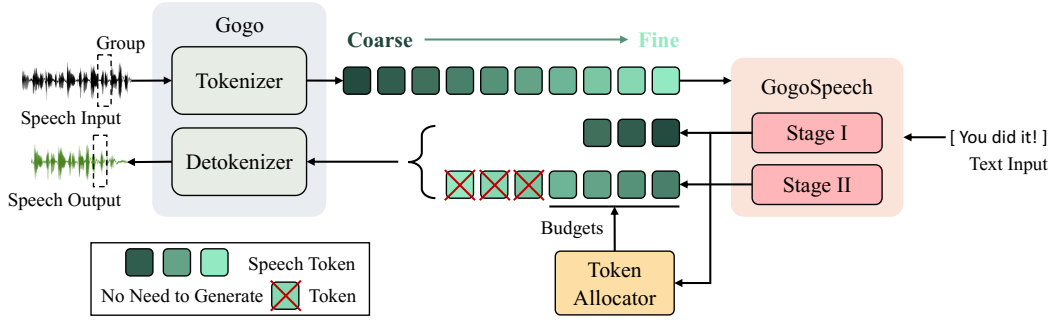 Gogo
Group
Tokenizer
Speech Input
Detokenizer
Speech Output
Coarse
Fine
GogoSpeech
Stage I
Stage II
[ You did it! ]
Text Input
Budgets
Token
Allocator
Speech Token
No Need to Generate
Token